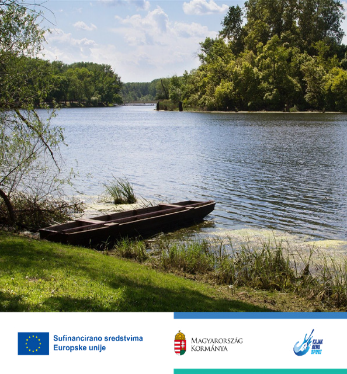 Sufinancirano sredstvima
Europske unije
Magyarország
Kormánya